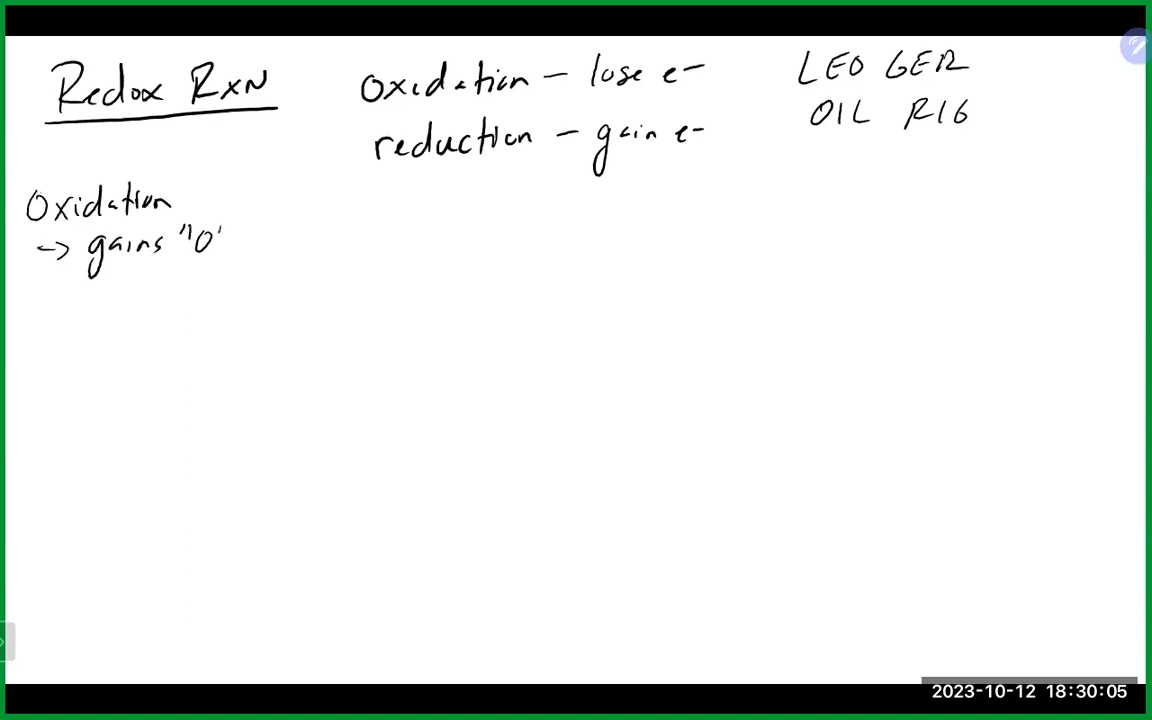 Redox RxN
oxidation – lose e-
reduction – gain e-
LEO GER
OIL RIG
Oxidation
-> gains "O'
2023-10-12 18:30:05